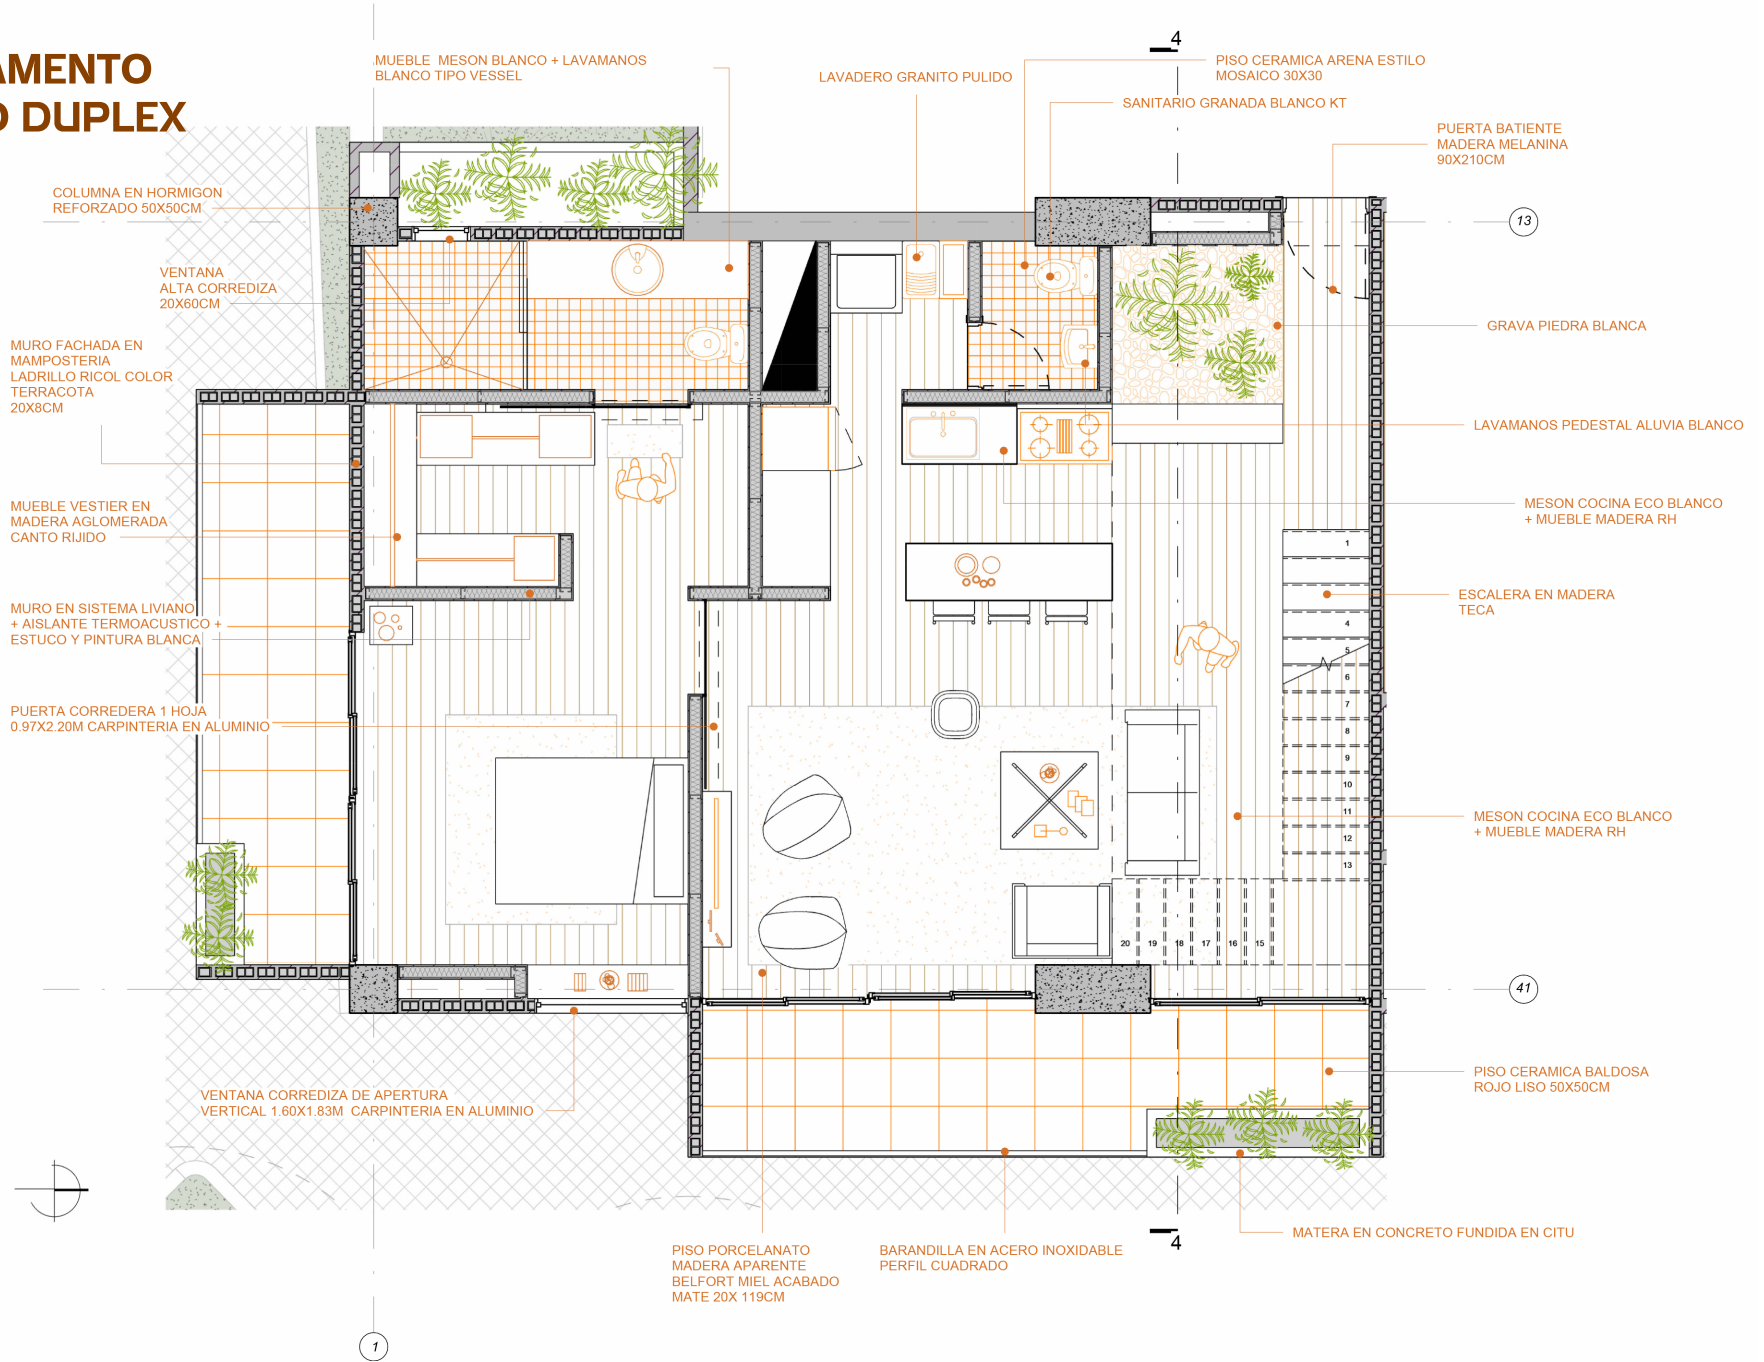 AMENTO
O DUPLEX
MUEBLE MESON BLANCO + LAVAMANOS
BLANCO TIPO VESSEL
LAVADERO GRANITO PULIDO
4
PISO CERAMICA ARENA ESTILO
MOSAICO 30X30
SANITARIO GRANADA BLANCO KT
PUERTA BATIENTE
MADERA MELANINA
90X210CM
COLUMNA EN HORMIGON
REFORZADO 50X50CM
13
VENTANA
ALTA CORREDIZA
20X60CM
GRAVA PIEDRA BLANCA
MURO FACHADA EN
MAMPOSTERIA
LADRILLO RICOL COLOR
TERRACOTA
20X8CM
LAVAMANOS PEDESTAL ALUVIA BLANCO
MUEBLE VESTIER EN
MADERA AGLOMERADA
CANTO RIJIDO
MESON COCINA ECO BLANCO
+ MUEBLE MADERA RH
1
4
5
6
7
8
9
10
11
12
13
ESCALERA EN MADERA
TECA
MURO EN SISTEMA LIVIANO
+ AISLANTE TERMOACUSTICO +
ESTUCO Y PINTURA BLANCA
PUERTA CORREDERA 1 HOJA
0.97X2.20M CARPINTERIA EN ALUMINIO
MESON COCINA ECO BLANCO
+ MUEBLE MADERA RH
20 19 18 17 16 15
41
VENTANA CORREDIZA DE APERTURA
VERTICAL 1.60X1.83M CARPINTERIA EN ALUMINIO
PISO CERAMICA BALDOSA
ROJO LISO 50X50CM
4
MATERA EN CONCRETO FUNDIDA EN CITU
PISO PORCELANATO
MADERA APARENTE
BELFORT MIEL ACABADO
MATE 20X 119CM
BARANDILLA EN ACERO INOXIDABLE
PERFIL CUADRADO
1